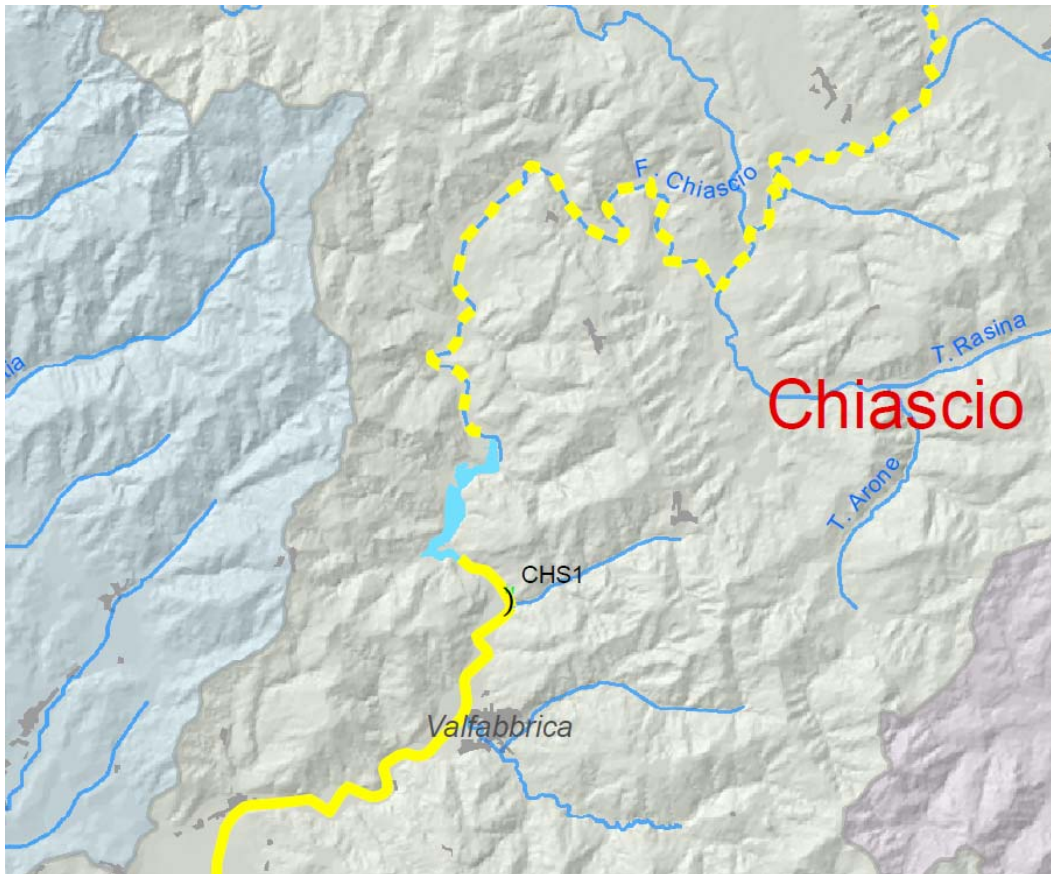 F. Chiascio
T. Rasina
Chiascio
T. Arone
CHS1
Valfabbrica